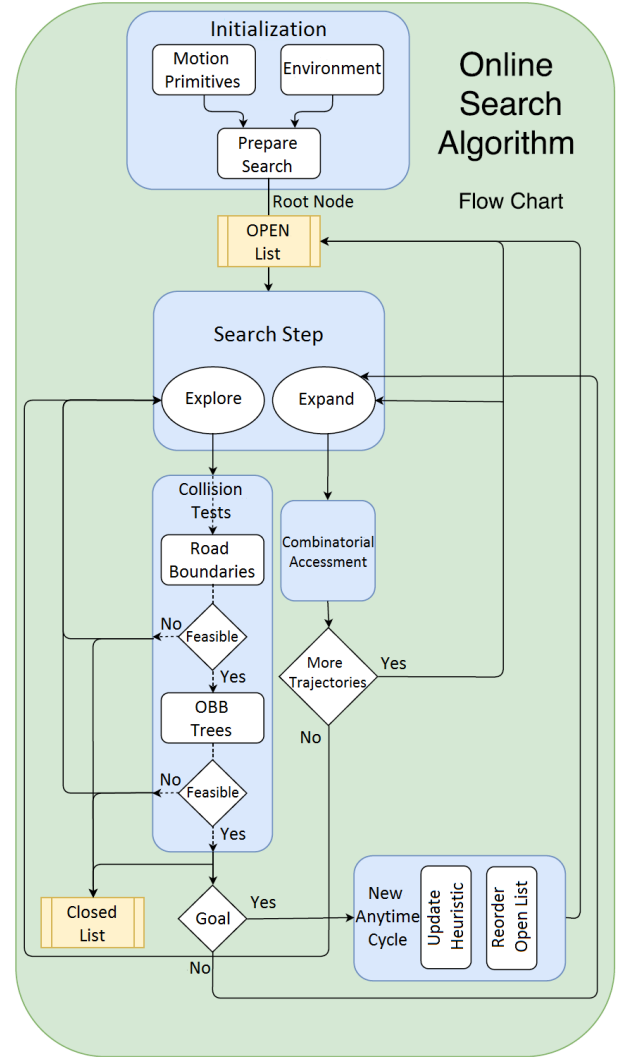 Initialization
Motion
Primitives
Environment
Prepare
Search
Online
Search
Algorithm
Flow Chart
Root Node
OPEN
List
Search Step
Explore
Expand
Collision
Tests
Road
Boundaries
Combinatorial
Accessment
No
Feasible
Yes
More
Trajectories
Yes
OBB
Trees
No
No
Feasible
Yes
Closed
List
Goal
Yes
No
New
Anytime
Cycle
Update
Heuristic
Reorder
Open List